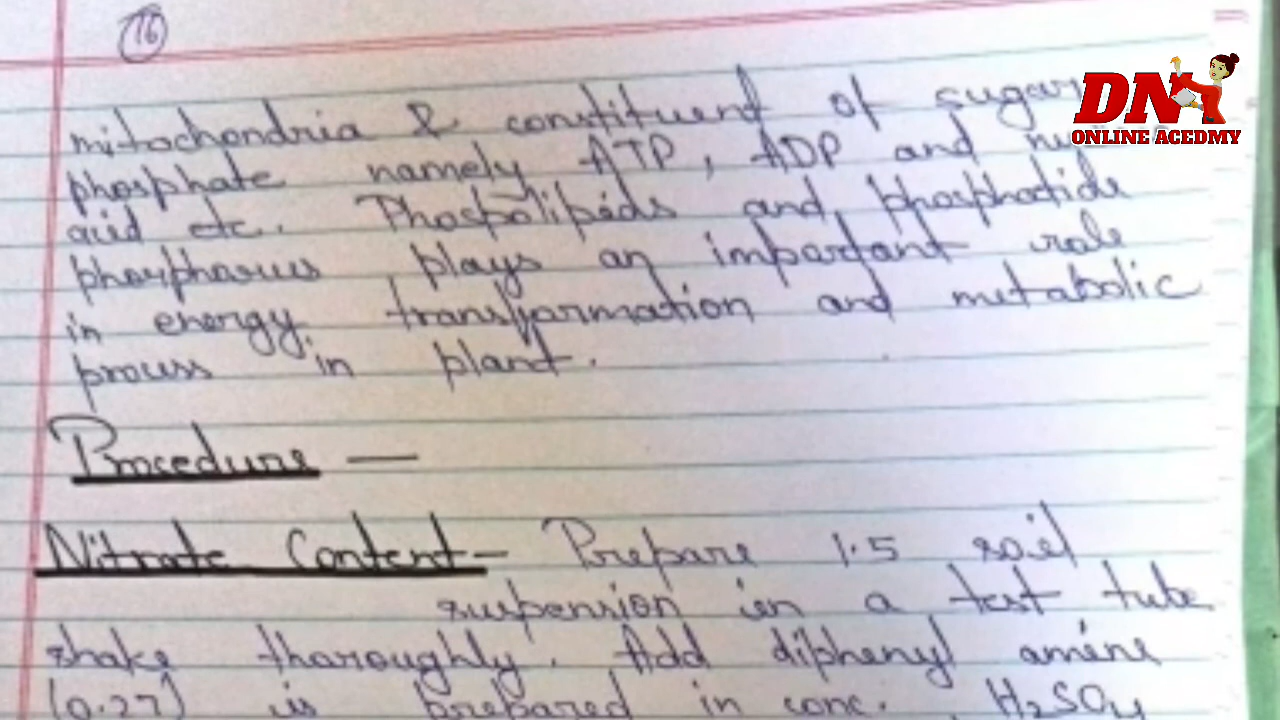 16
DN
ONLINE ACEDMY
mitochondria & constituent of sugar
phosphate namely ATP, ADP and
acid etc. Phospolipids and phosphatide
phosphorus plays an important role
in energy transformation and metabolic
process in plant.
Procedure —
Nitrate Content- Prepare 1.5 soil
suspension in a test tube
shake thoroughly. Add diphenyl amine
is prepared in conc. H₂SO₄